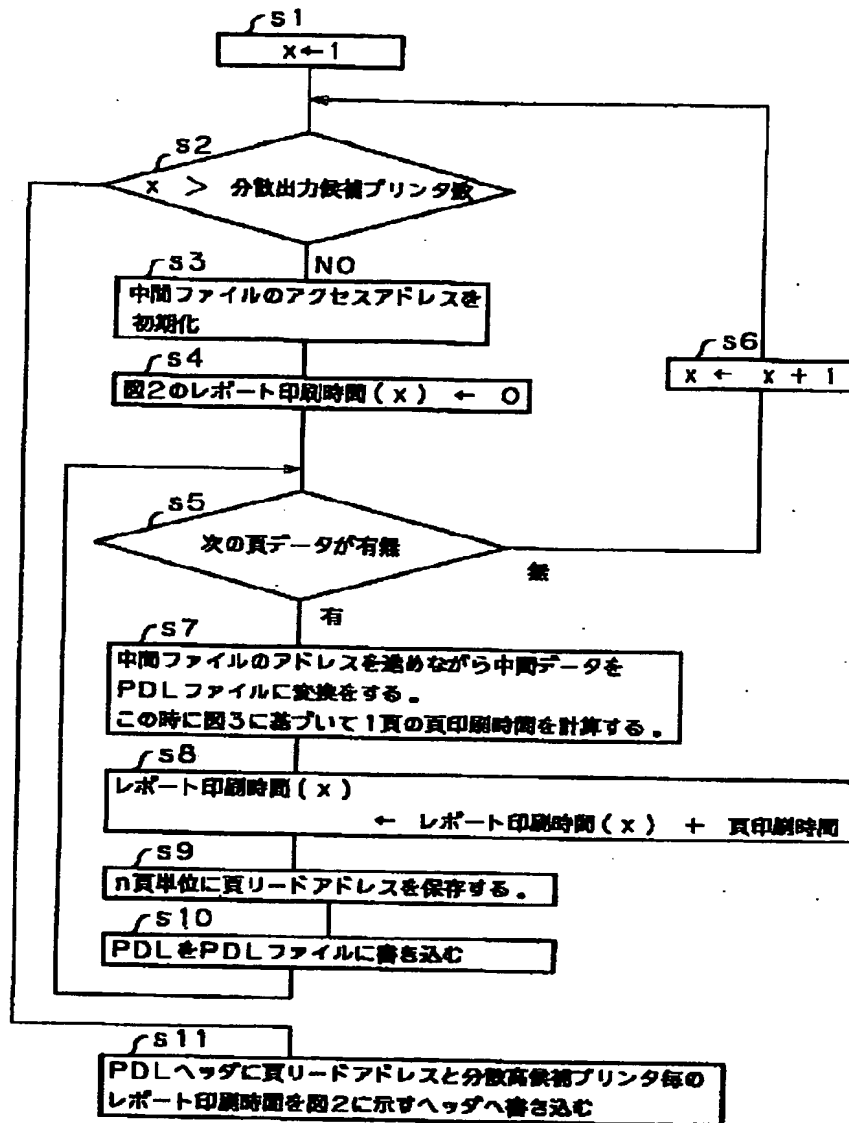 s1
x←1
s2
x > 分散出力候補プリンタ数
s3
NO
中間ファイルのアクセスアドレスを
初期化
s4
図2のレポート印刷時間(x) ← 0
s6
x ← x + 1
s5
次の頁データが有無
無
有
s7
中間ファイルのアドレスを進めながら中間データを
PDLファイルに変換をする。
この時に図3に基づいて1頁の頁印刷時間を計算する。
s8
レポート印刷時間(x)
← レポート印刷時間(x) + 頁印刷時間
s9
n頁単位に頁リードアドレスを保存する。
s10
PDLをPDLファイルに書き込む
s11
PDLヘッダに頁リードアドレスと分散高候補プリンタ毎の
レポート印刷時間を図2に示すヘッダへ書き込む